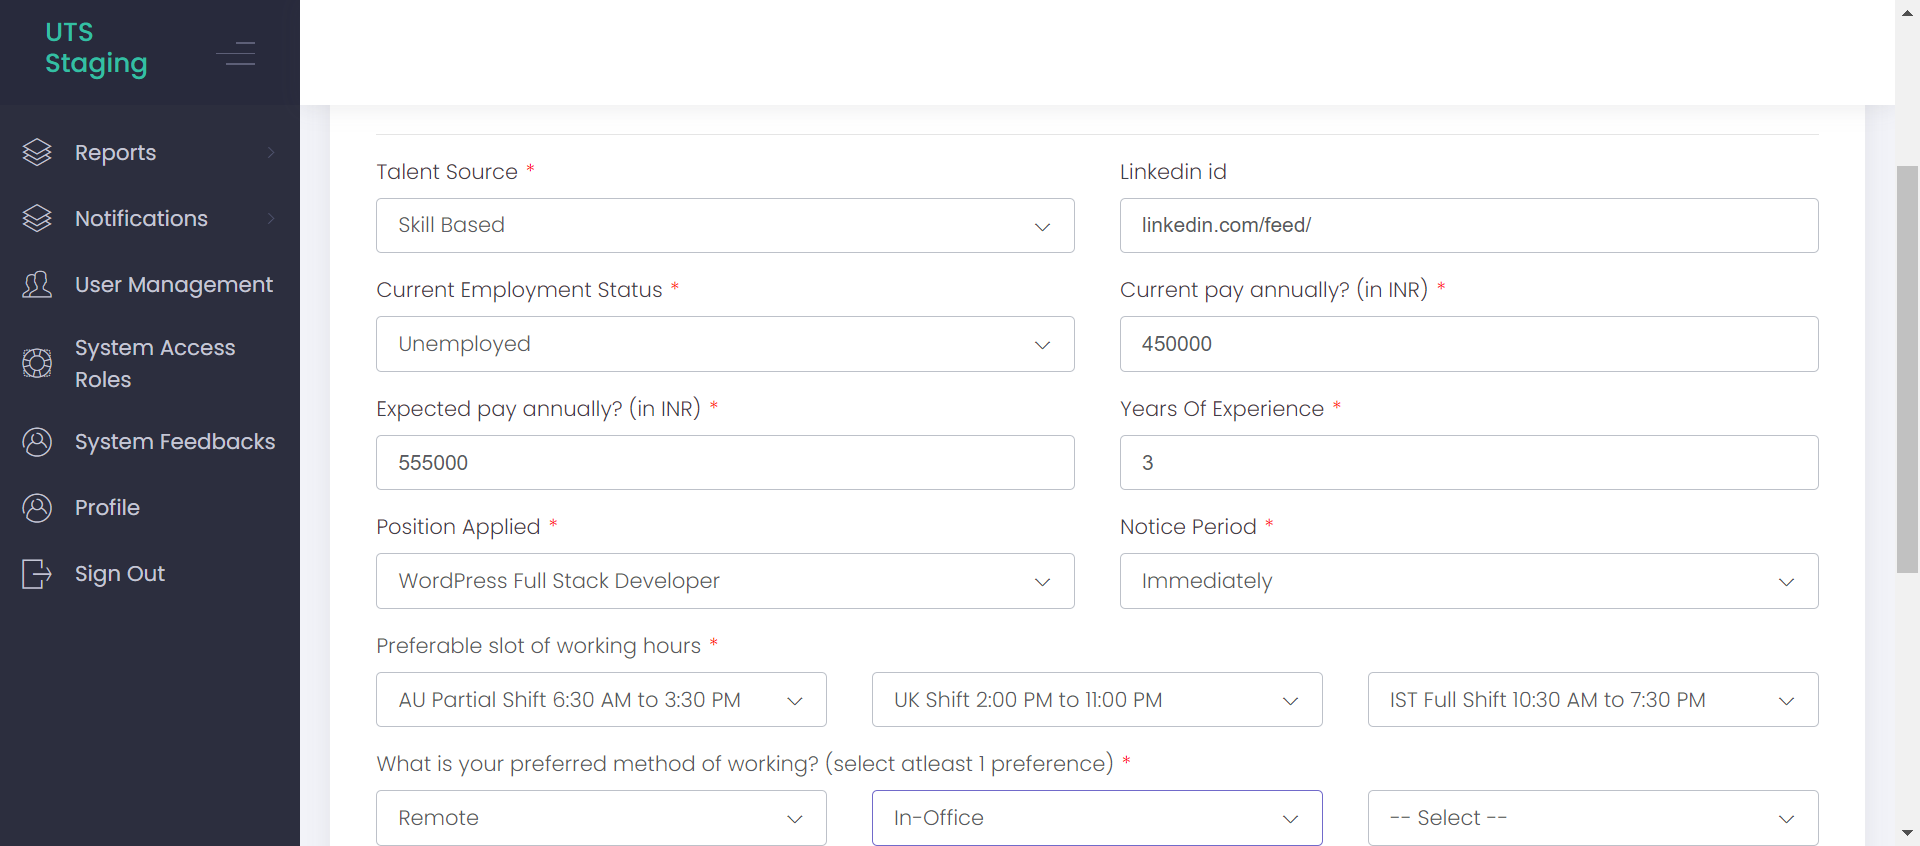 UTS
Staging
Reports
Notifications
User Management
System Access
Roles
System Feedbacks
Profile
Sign Out
Talent Source *
Linkedin id
Skill Based
linkedin.com/feed/
Current Employment Status *
Current pay annually? (in INR) *
Unemployed
450000
Expected pay annually? (in INR) *
Years Of Experience *
555000
3
Position Applied *
Notice Period *
WordPress Full Stack Developer
Immediately
Preferable slot of working hours *
AU Partial Shift 6:30 AM to 3:30 PM
UK Shift 2:00 PM to 11:00 PM
IST Full Shift 10:30 AM to 7:30 PM
What is your preferred method of working? (select atleast 1 preference) *
Remote
In-Office
-- Select --